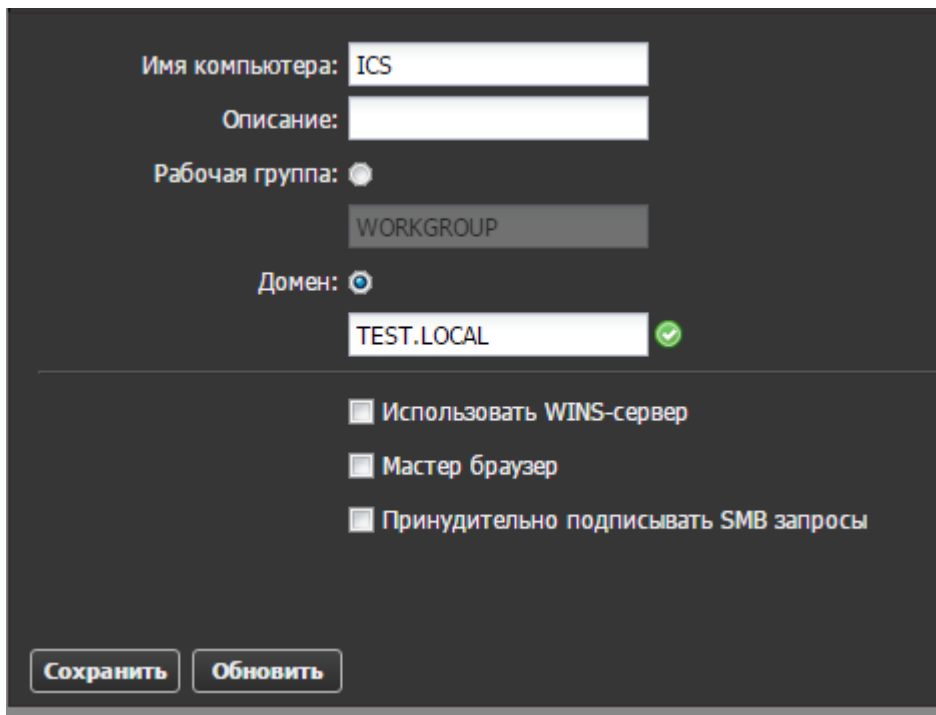 Имя компьютера: ICS
Описание:
Рабочая группа:
WORKGROUP
Домен:
TEST.LOCAL
Использовать WINS-сервер
Мастер браузер
Принудительно подписывать SMB запросы
Сохранить Обновить